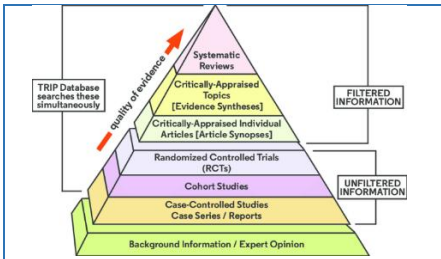 Systematic
Reviews
TRIP Database
searches these
simultaneously
quality of evidence
Critically-Appraised
Topics
[Evidence Syntheses]
FILTERED
INFORMATION
Critically-Appraised Individual
Articles [Article Synopses]
Randomized Controlled Trials
(RCTs)
UNFILTERED
INFORMATION
Cohort Studies
Case-Controlled Studies
Case Series / Reports
Background Information / Expert Opinion